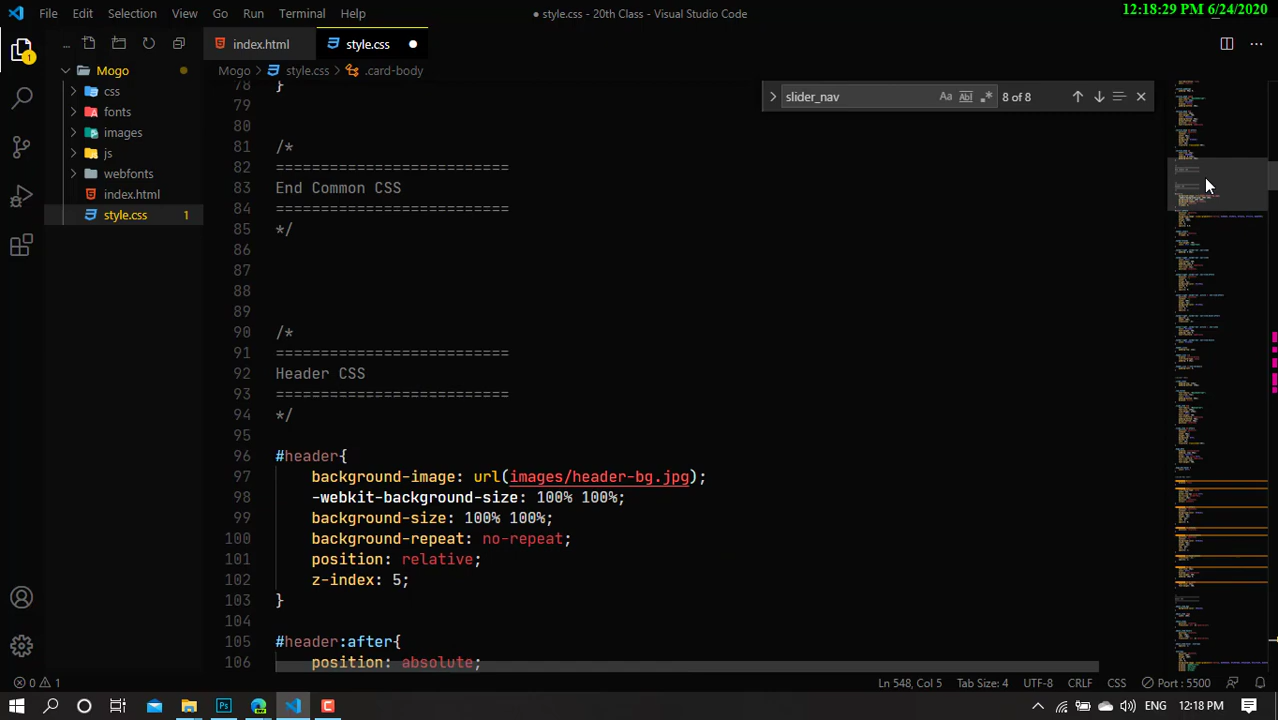 File Edit Selection View Go Run Terminal Help
● style.css - 20th Class - Visual Studio Code
12:18:29 PM 6/24/2020
1
...
index.html
style.css ●
...
Mogo
Mogo > style.css > .card-body
css
fonts
images
js
webfonts
index.html
style.css 1
slider_nav
Aa Abl .*
8 of 8
78 }
79
80
81 /*
82 ==========================
83 End Common CSS
84 ==========================
85 */
86
87
88
89
90 /*
91 ==========================
92 Header CSS
93 ==========================
94 */
95
96 #header{
97 background-image: url(images/header-bg.jpg);
98 -webkit-background-size: 100% 100%;
99 background-size: 100% 100%;
100 background-repeat: no-repeat;
101 position: relative;
102 z-index: 5;
103 }
104
105 #header:after{
106 position: absolute;
0 1
Ln 548, Col 5 Tab Size: 4 UTF-8 CRLF CSS Port : 5500
Ps
C
ENG 12:18 PM